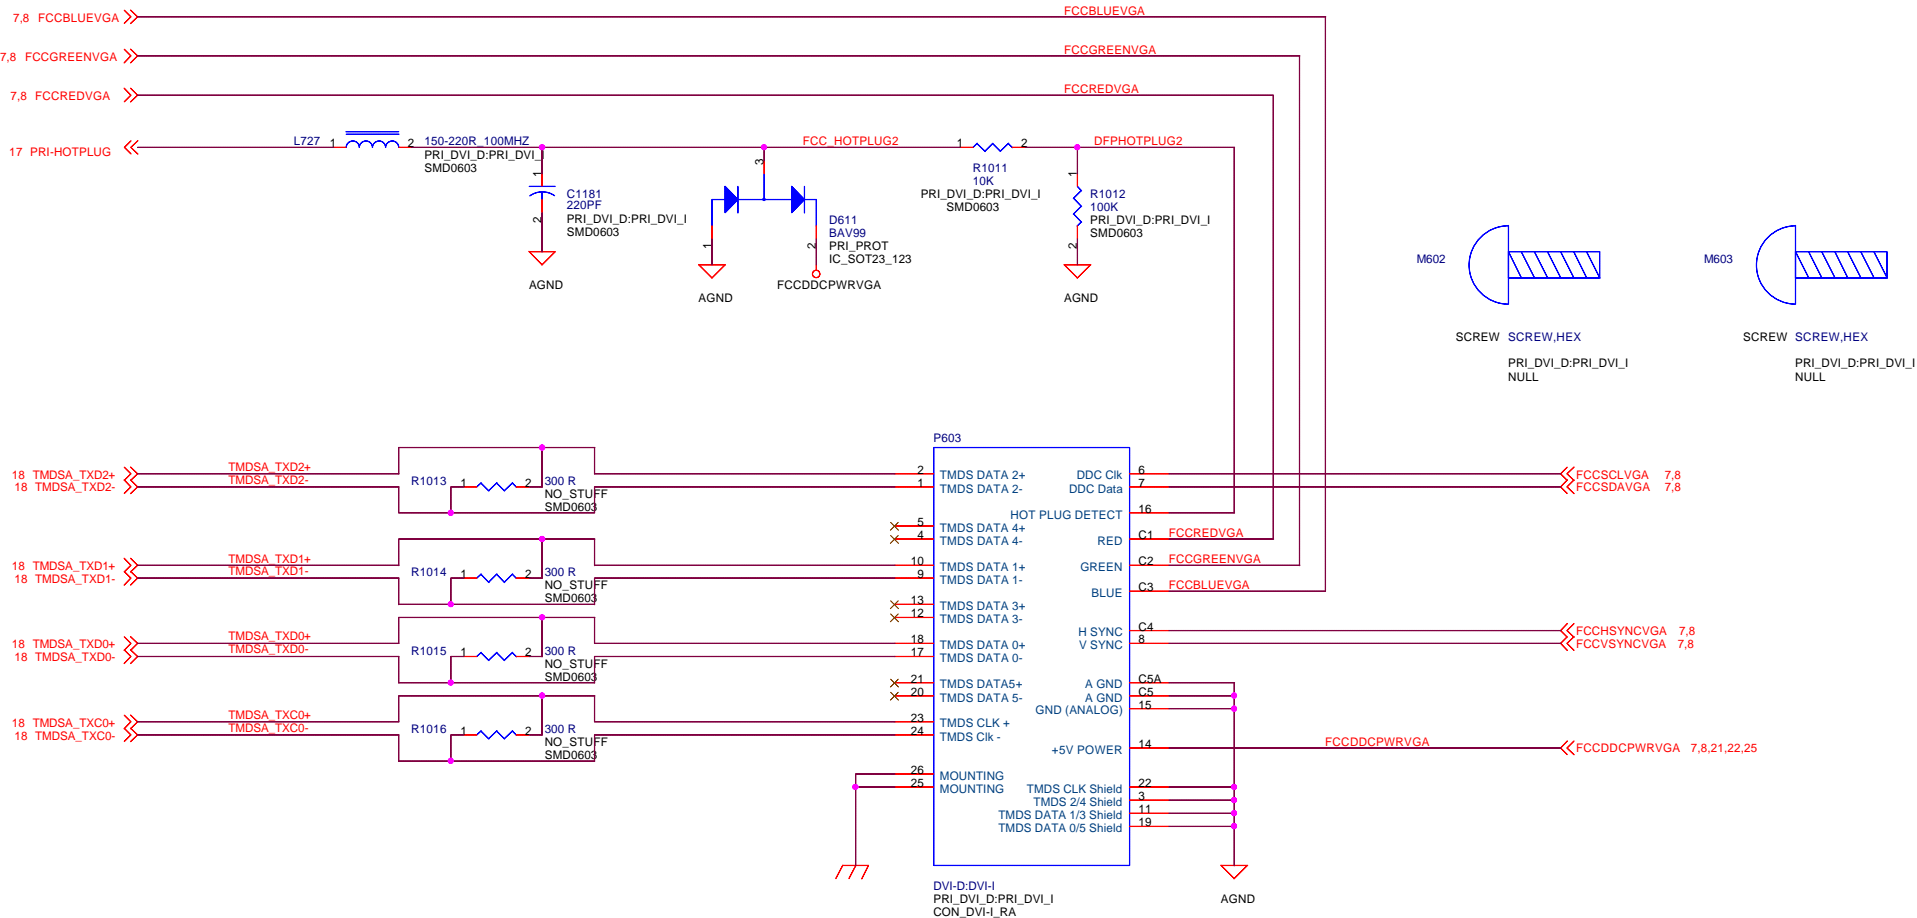 7,8 FCCBLUEVGA
FCCBLUEVGA
7,8 FCCGREENVGA
FCCGREENVGA
7,8 FCCREDVGA
FCCREDVGA
17 PRI-HOTPLUG
L727 1 2 150-220R_100MHZ
PRI_DVI_D:PRI_DVI_I
SMD0603
FCC_HOTPLUG2
1 2
R1011
10K
PRI_DVI_D:PRI_DVI_I
SMD0603
DFPHOTPLUG2
1
C1181
220PF
PRI_DVI_D:PRI_DVI_I
SMD0603
2
AGND
3
1
2
D611
BAV99
PRI_PROT
IC_SOT23_123
AGND
FCCDDCPWRVGA
1
R1012
100K
PRI_DVI_D:PRI_DVI_I
SMD0603
2
AGND
M602
SCREW SCREW,HEX
PRI_DVI_D:PRI_DVI_I
NULL
M603
SCREW SCREW,HEX
PRI_DVI_D:PRI_DVI_I
NULL
18 TMDSA_TXD2+
18 TMDSA_TXD2-
TMDSA_TXD2+
TMDSA_TXD2-
R1013 1 2 300 R
NO_STUFF
SMD0603
18 TMDSA_TXD1+
18 TMDSA_TXD1-
TMDSA_TXD1+
TMDSA_TXD1-
R1014 1 2 300 R
NO_STUFF
SMD0603
18 TMDSA_TXD0+
18 TMDSA_TXD0-
TMDSA_TXD0+
TMDSA_TXD0-
R1015 1 2 300 R
NO_STUFF
SMD0603
18 TMDSA_TXC0+
18 TMDSA_TXC0-
TMDSA_TXC0+
TMDSA_TXC0-
R1016 1 2 300 R
NO_STUFF
SMD0603
P603
2 TMDS DATA 2+
1 TMDS DATA 2-
5 TMDS DATA 4+
4 TMDS DATA 4-
10 TMDS DATA 1+
9 TMDS DATA 1-
13 TMDS DATA 3+
12 TMDS DATA 3-
18 TMDS DATA 0+
17 TMDS DATA 0-
21 TMDS DATA5+
20 TMDS DATA 5-
23 TMDS CLK +
24 TMDS Clk -
26 MOUNTING
25 MOUNTING
DDC Clk 6
DDC Data 7
HOT PLUG DETECT 16
RED C1 FCCREDVGA
GREEN C2 FCCGREENVGA
BLUE C3 FCCBLUEVGA
H SYNC C4
V SYNC 8
A GND C5A
A GND C5
GND (ANALOG) 15
+5V POWER 14 FCCDDCPWRVGA
TMDS CLK Shield 22
TMDS 2/4 Shield 3
TMDS DATA 1/3 Shield 11
TMDS DATA 0/5 Shield 19
FCCSCLVGA 7,8
FCCSDAVGA 7,8
FCCHSYNCVGA 7,8
FCCVSYNCVGA 7,8
FCCDDCPWRVGA 7,8,21,22,25
DVI-D:DVI-I
PRI_DVI_D:PRI_DVI_I
CON_DVI-I_RA
AGND